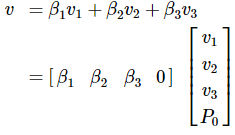 v = β₁v₁ + β₂v₂ + β₃v₃
= [ β₁ β₂ β₃ 0 ] [ v₁ v₂ v₃ P₀ ]